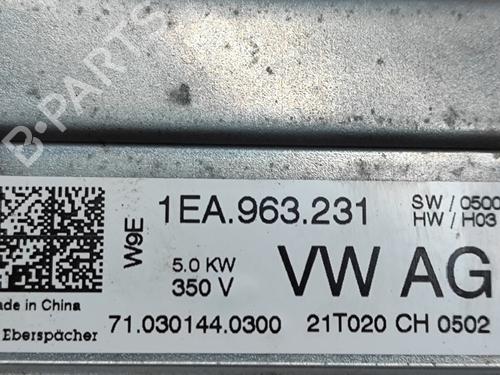 B-PARTS
1EA.963.231
SW/0500
HW/H03
W9E
5.0 KW
350 V
VW AG
ade in China
Eberspächer
71.030144.0300
21T020 CH 0502